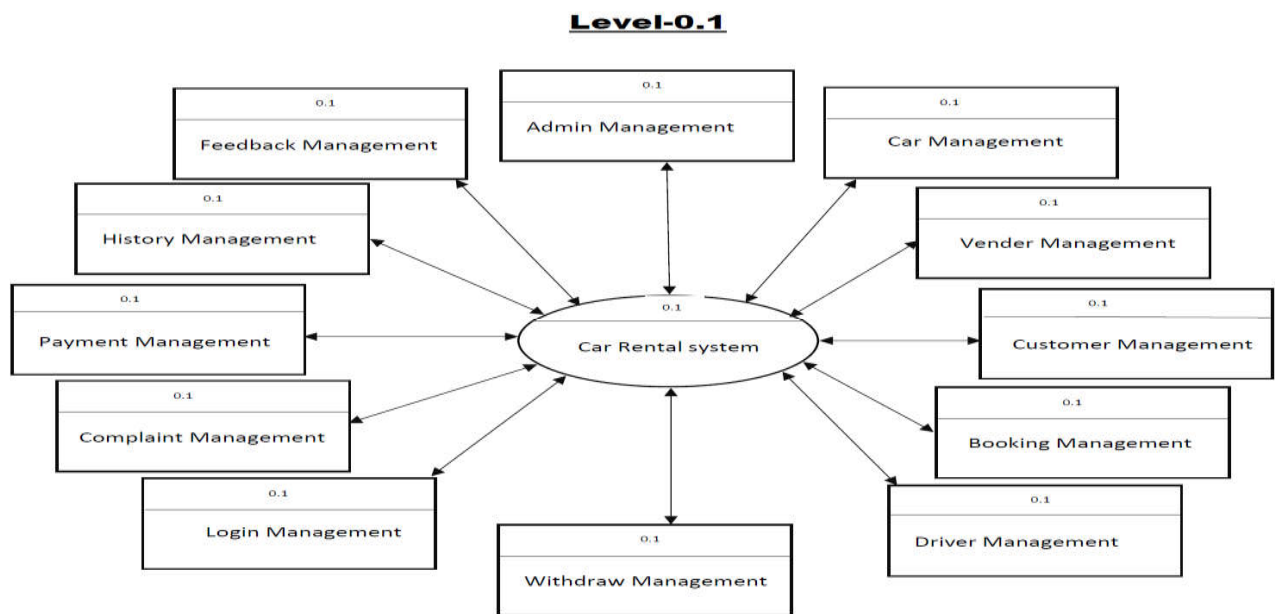 Level-0.1
0.1
Admin Management
0.1
Feedback Management
0.1
Car Management
0.1
History Management
0.1
Vender Management
0.1
Payment Management
0.1
Car Rental system
0.1
Customer Management
0.1
Complaint Management
0.1
Booking Management
0.1
Login Management
0.1
Driver Management
0.1
Withdraw Management